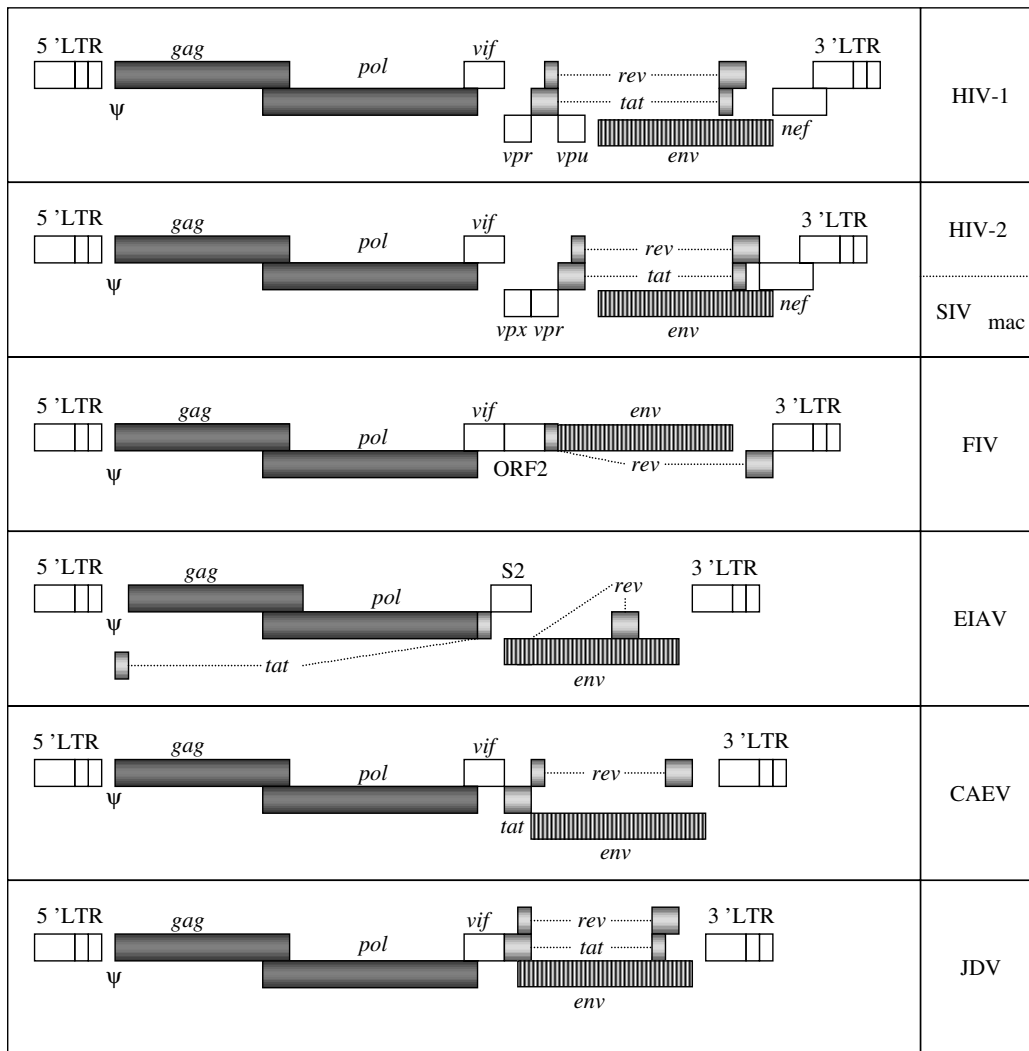 5 'LTR gag pol vif rev tat vpr vpu env nef 3 'LTR HIV-1
ψ
5 'LTR gag pol vif rev tat vpx vpr env nef 3 'LTR HIV-2
ψ
SIV mac
5 'LTR gag pol vif ORF2 env rev 3 'LTR FIV
ψ
5 'LTR gag pol S2 rev tat env 3 'LTR EIAV
ψ
5 'LTR gag pol vif rev tat env 3 'LTR CAEV
ψ
5 'LTR gag pol vif rev tat env 3 'LTR JDV
ψ